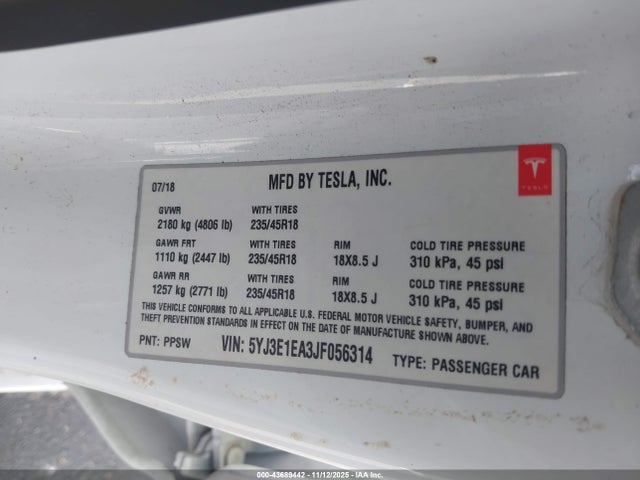 07/18 MFD BY TESLA, INC.
TESLA
GVWR WITH TIRES
2180 kg (4806 lb) 235/45R18
GAWR FRT WITH TIRES RIM COLD TIRE PRESSURE
1110 kg (2447 lb) 235/45R18 18X8.5 J 310 kPa, 45 psi
GAWR RR WITH TIRES RIM COLD TIRE PRESSURE
1257 kg (2771 lb) 235/45R18 18X8.5 J 310 kPa, 45 psi
THIS VEHICLE CONFORMS TO ALL APPLICABLE U.S. FEDERAL MOTOR VEHICLE SAFETY, BUMPER, AND
THEFT PREVENTION STANDARDS IN EFFECT ON THE DATE OF MANUFACTURE SHOWN ABOVE.
PNT: PPSW VIN: 5YJ3E1EA3JF056314 TYPE: PASSENGER CAR
000-43689442 - 11/12/2025 - IAA Inc.